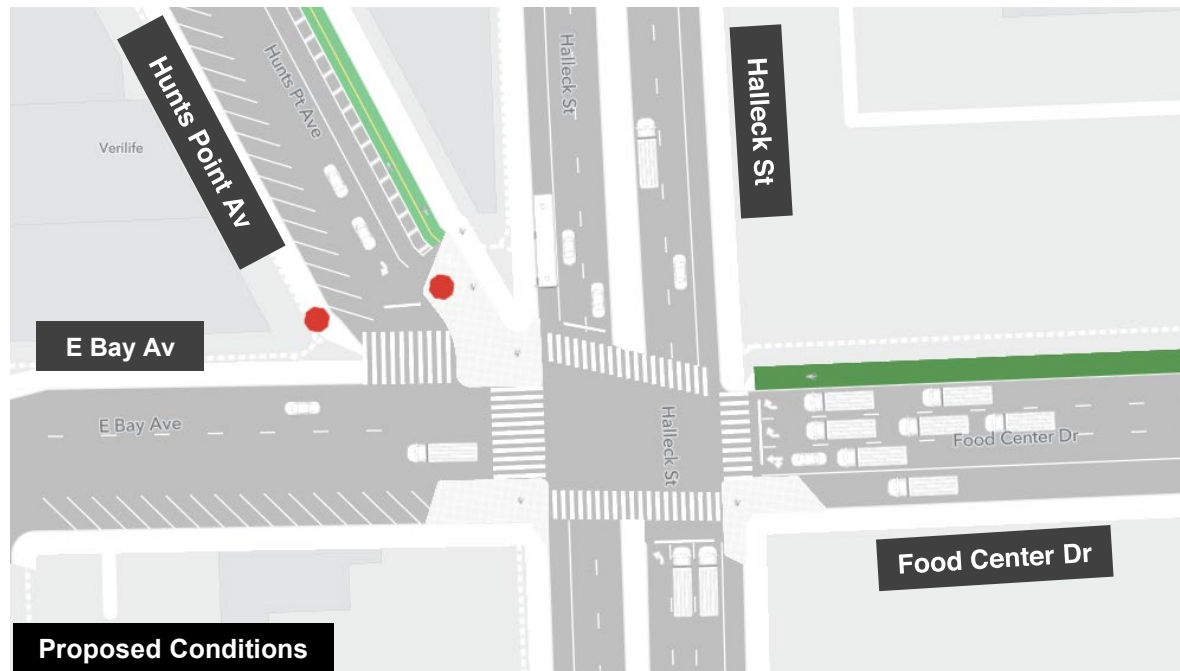 Hunts Point Av
Hunts Pt Ave
Halleck St
Halleck St
Verilife
E Bay Av
E Bay Ave
Halleck St
Food Center Dr
Food Center Dr
Proposed Conditions